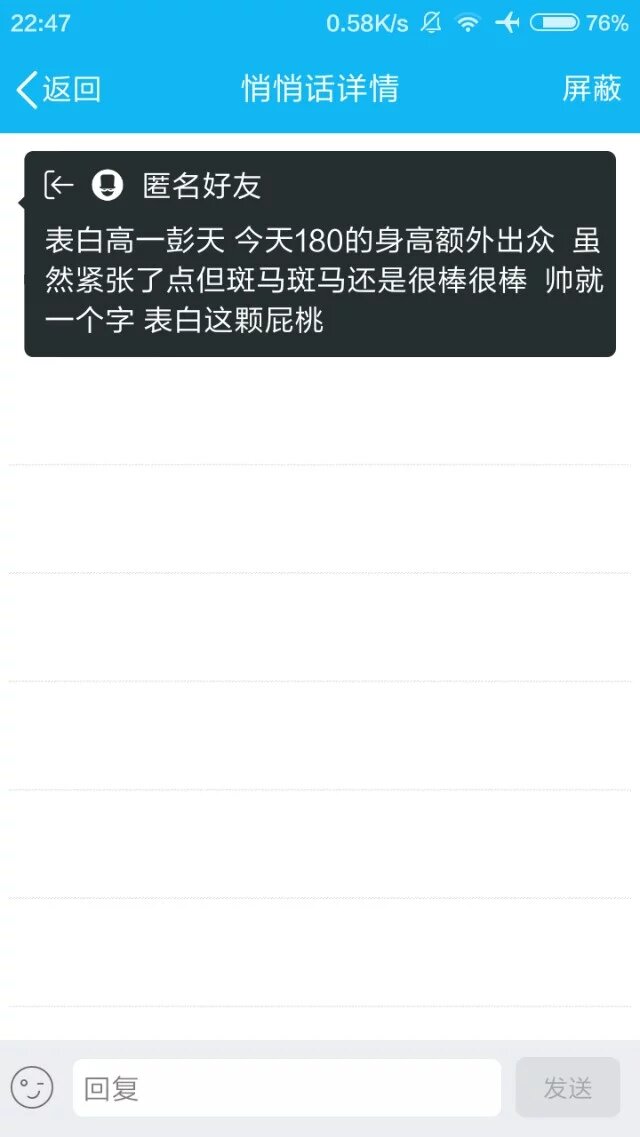 22:47 0.58K/s 76%
返回 悄悄话详情 屏蔽
匿名好友
表白高一彭天 今天180的身高额外出众 虽
然紧张了点但斑马斑马还是很棒很棒 帅就
一个字 表白这颗屁桃
回复 发送